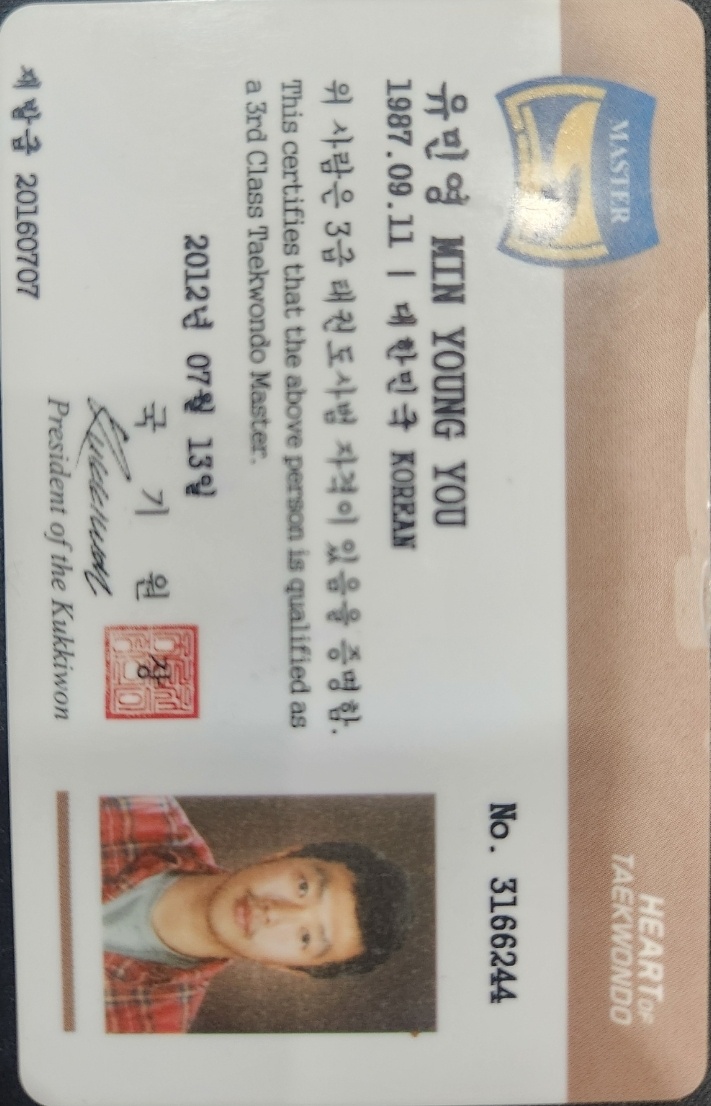 MASTER
HEART OF
TAEKWONDO
No. 3166244
유민영 MIN YOUNG YOU
1987.09.11 | 대한민국 KOREAN
위 사람은 3급 태권도사범 자격이 있음을 증명함.
This certifies that the above person is qualified as
a 3rd Class Taekwondo Master.
2012년 07월 13일
국 기 원 장
President of the Kukkiwon
재발급 20160707